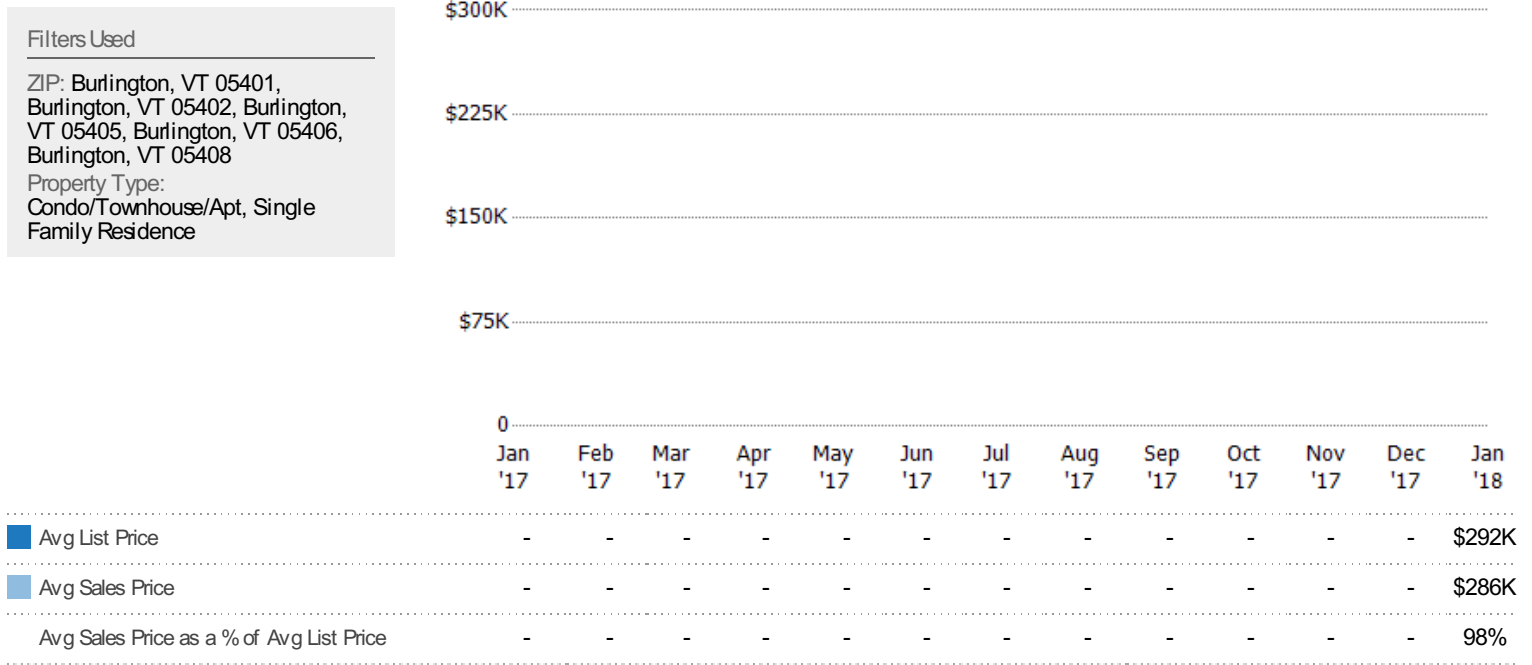 Filters Used
ZIP: Burlington, VT 05401,
Burlington, VT 05402, Burlington,
VT 05405, Burlington, VT 05406,
Burlington, VT 05408
Property Type:
Condo/Townhouse/Apt, Single
Family Residence
$300K
$225K
$150K
$75K
0
Jan Feb Mar Apr May Jun Jul Aug Sep Oct Nov Dec Jan
'17 '17 '17 '17 '17 '17 '17 '17 '17 '17 '17 '17 '18
Avg List Price - - - - - - - - - - - - $292K
Avg Sales Price - - - - - - - - - - - - $286K
Avg Sales Price as a % of Avg List Price - - - - - - - - - - - - 98%